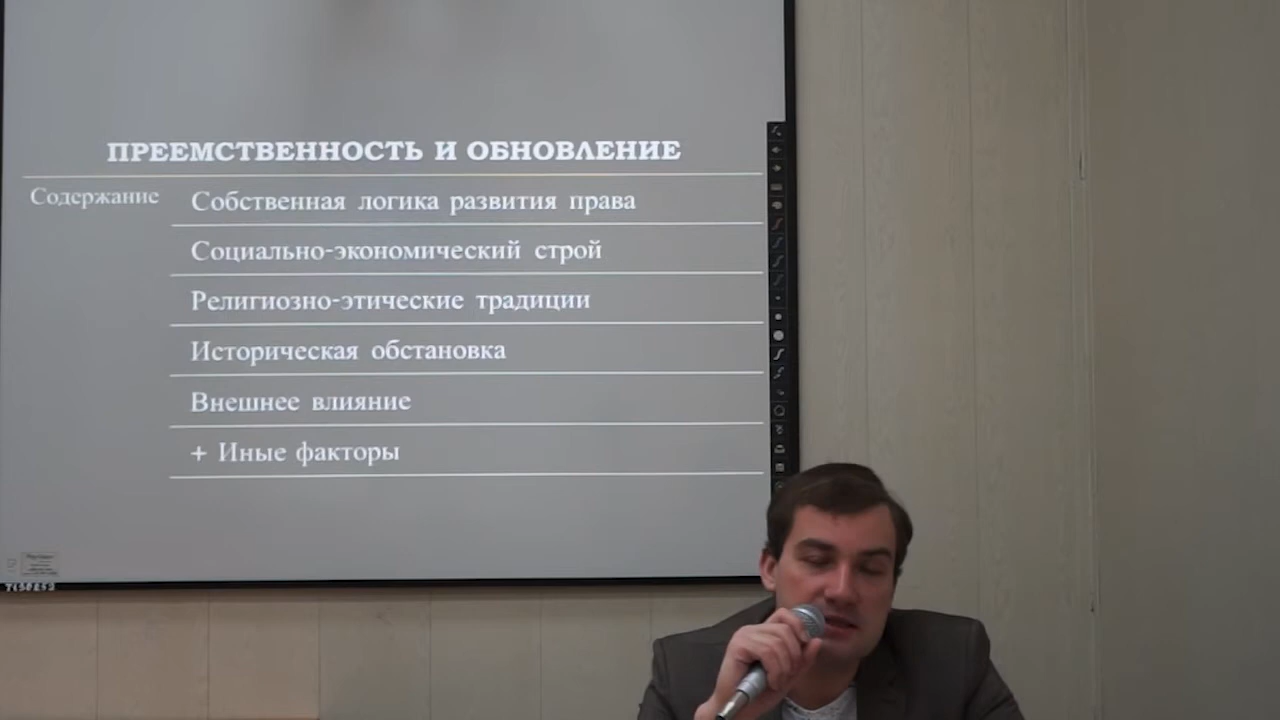 ПРЕЕМСТВЕННОСТЬ И ОБНОВЛЕНИЕ
Содержание
Собственная логика развития права
Социально-экономический строй
Религиозно-этические традиции
Историческая обстановка
Внешнее влияние
+ Иные факторы